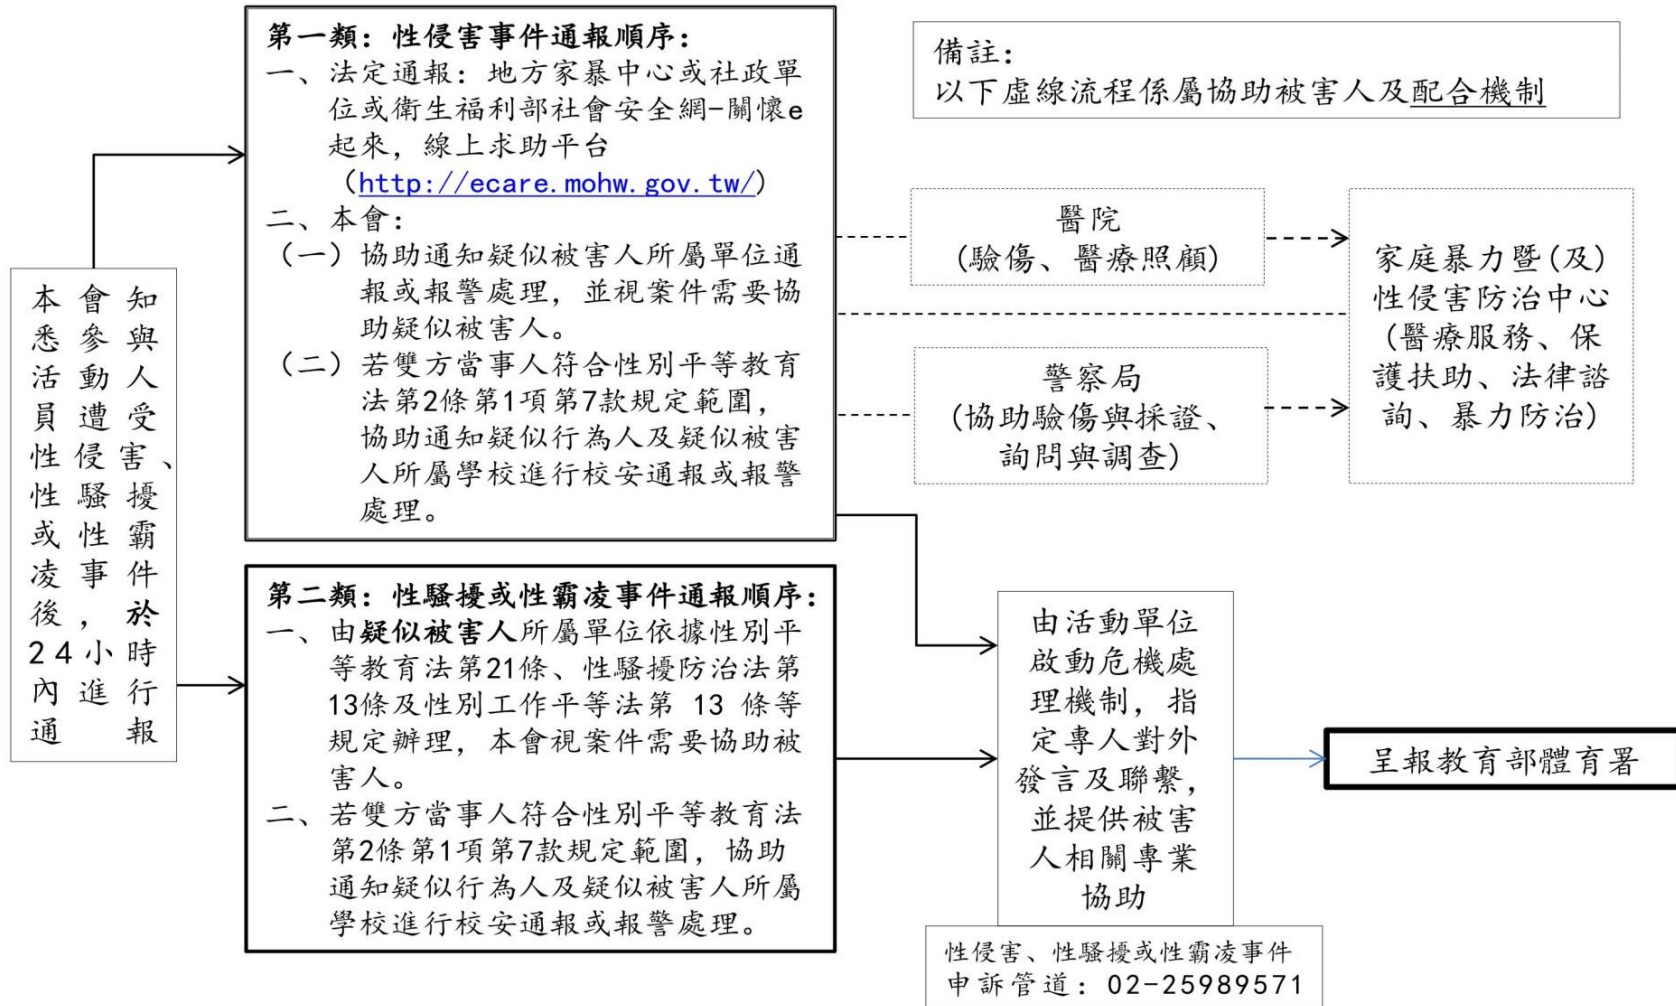 本會知
悉參與
活動人
員遭受
性侵害、
性騷擾
或性霸
凌事件
後，於
24小時
內進行
通報
第一類：性侵害事件通報順序：
一、法定通報：地方家暴中心或社政單
位或衛生福利部社會安全網-關懷e
起來，線上求助平台
（http://ecare.mohw.gov.tw/）
二、本會：
（一）協助通知疑似被害人所屬單位通
報或報警處理，並視案件需要協
助疑似被害人。
（二）若雙方當事人符合性別平等教育
法第2條第1項第7款規定範圍，
協助通知疑似行為人及疑似被害
人所屬學校進行校安通報或報警
處理。
第二類：性騷擾或性霸凌事件通報順序：
一、由疑似被害人所屬單位依據性別平
等教育法第21條、性騷擾防治法第
13條及性別工作平等法第 13 條等
規定辦理，本會視案件需要協助被
害人。
二、若雙方當事人符合性別平等教育法
第2條第1項第7款規定範圍，協助
通知疑似行為人及疑似被害人所屬
學校進行校安通報或報警處理。
備註：
以下虛線流程係屬協助被害人及配合機制
醫院
(驗傷、醫療照顧)
警察局
(協助驗傷與採證、
詢問與調查)
家庭暴力暨(及)
性侵害防治中心
(醫療服務、保
護扶助、法律諮
詢、暴力防治)
由活動單位
啟動危機處
理機制，指
定專人對外
發言及聯繫，
並提供被害
人相關專業
協助
呈報教育部體育署
性侵害、性騷擾或性霸凌事件
申訴管道：02-25989571